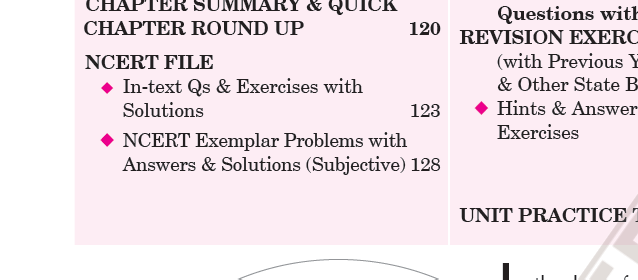 CHAPTER SUMMARY & QUICK
CHAPTER ROUND UP 120
NCERT FILE
In-text Qs & Exercises with
Solutions 123
NCERT Exemplar Problems with
Answers & Solutions (Subjective) 128
Questions with
REVISION EXERC
(with Previous Y
& Other State B
Hints & Answer
Exercises
UNIT PRACTICE T